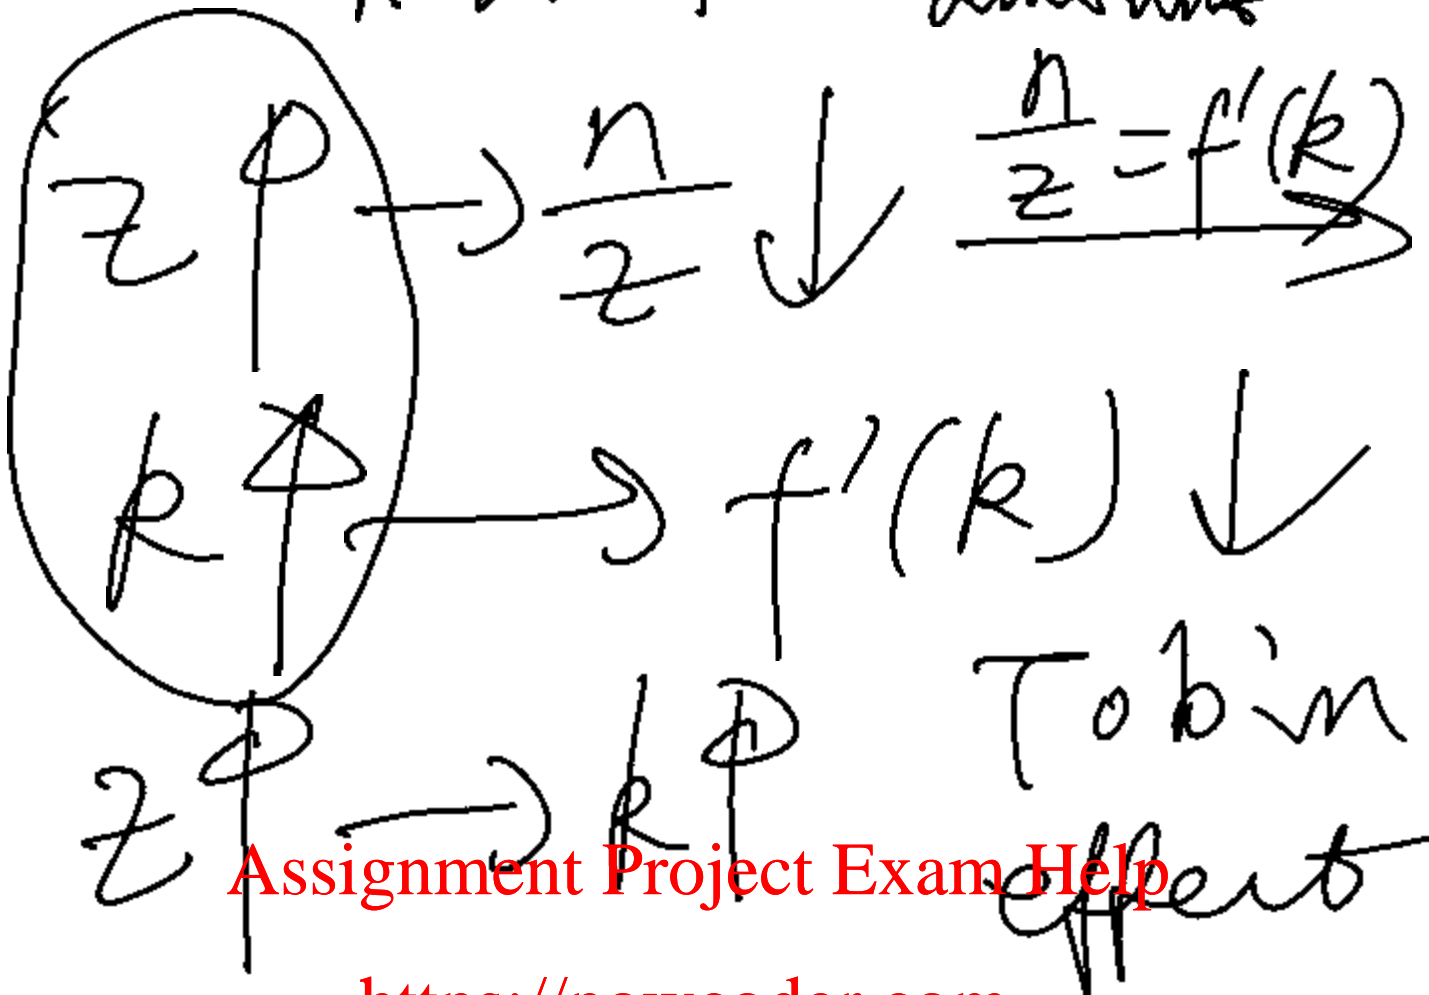 z ↑ → n/z ↓ n/z = f'(k)
k ↑ → f'(k) ↓
z ↑ → k ↑ Tobin
effect
Assignment Project Exam Help